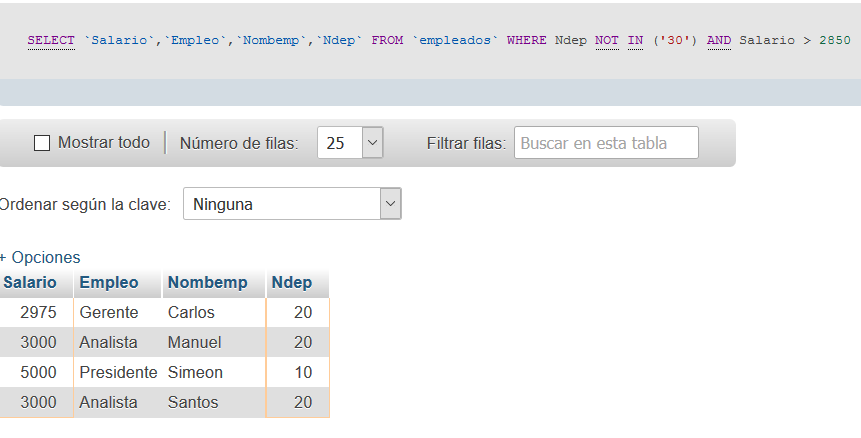 SELECT `Salario`,`Empleo`,`Nombemp`,`Ndep` FROM `empleados` WHERE Ndep NOT IN ('30') AND Salario > 2850
Mostrar todo Número de filas: 25 Filtrar filas: Buscar en esta tabla
Ordenar según la clave: Ninguna
+ Opciones
Salario Empleo Nombemp Ndep
2975 Gerente Carlos 20
3000 Analista Manuel 20
5000 Presidente Simeon 10
3000 Analista Santos 20